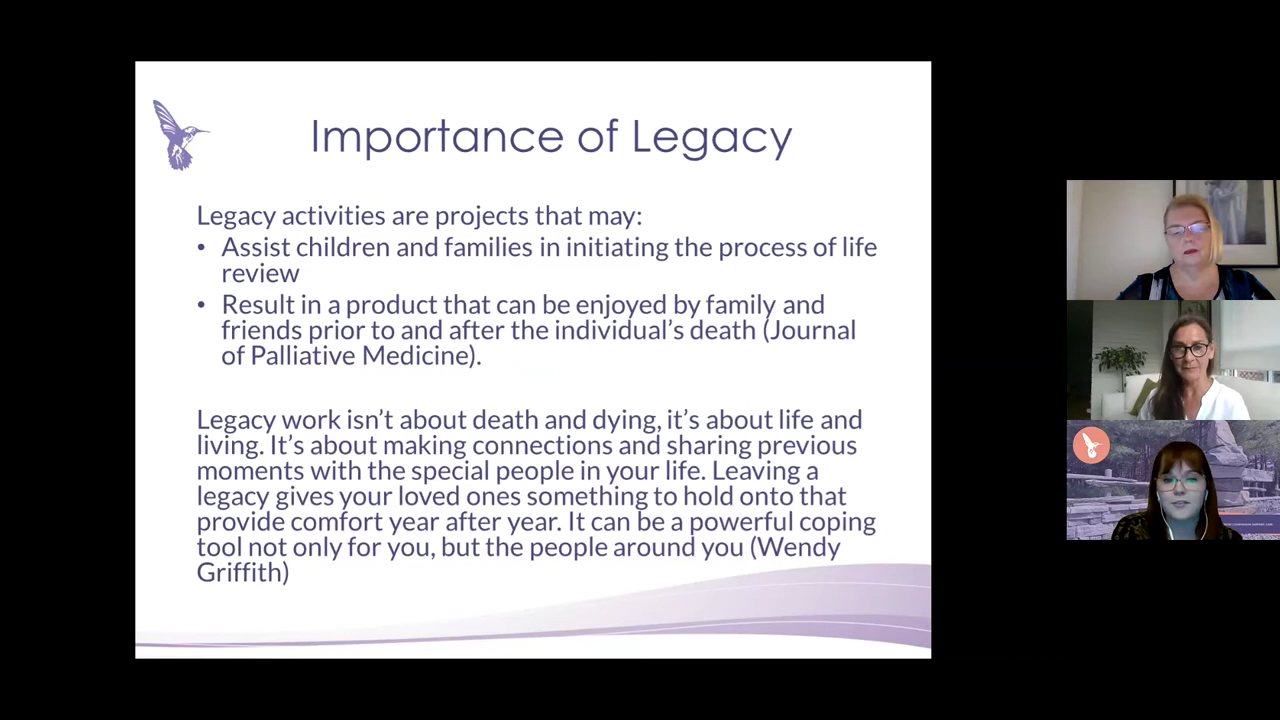 Importance of Legacy
Legacy activities are projects that may:
• Assist children and families in initiating the process of life
review
• Result in a product that can be enjoyed by family and
friends prior to and after the individual's death (Journal
of Palliative Medicine).
Legacy work isn't about death and dying, it's about life and
living. It's about making connections and sharing previous
moments with the special people in your life. Leaving a
legacy gives your loved ones something to hold onto that
provide comfort year after year. It can be a powerful coping
tool not only for you, but the people around you (Wendy
Griffith)